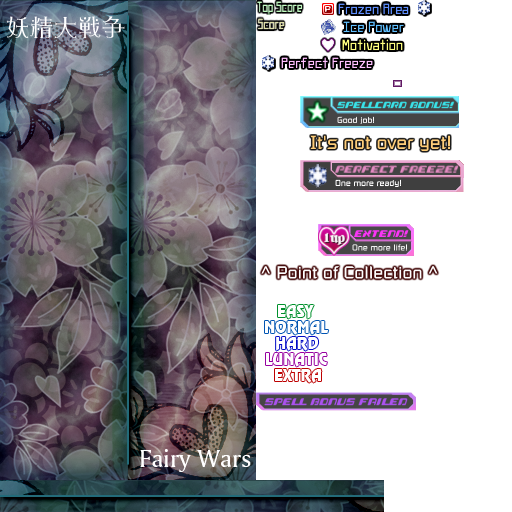 妖精大戦争
Top Score
Score
P Frozen Area
Ice Power
Motivation
Perfect Freeze
SPELLCARD BONUS!
Good job!
It's not over yet!
PERFECT FREEZE!
One more ready!
1up
EXTEND!
One more life!
^ Point of Collection ^
EASY
NORMAL
HARD
LUNATIC
EXTRA
SPELL BONUS FAILED
Fairy Wars